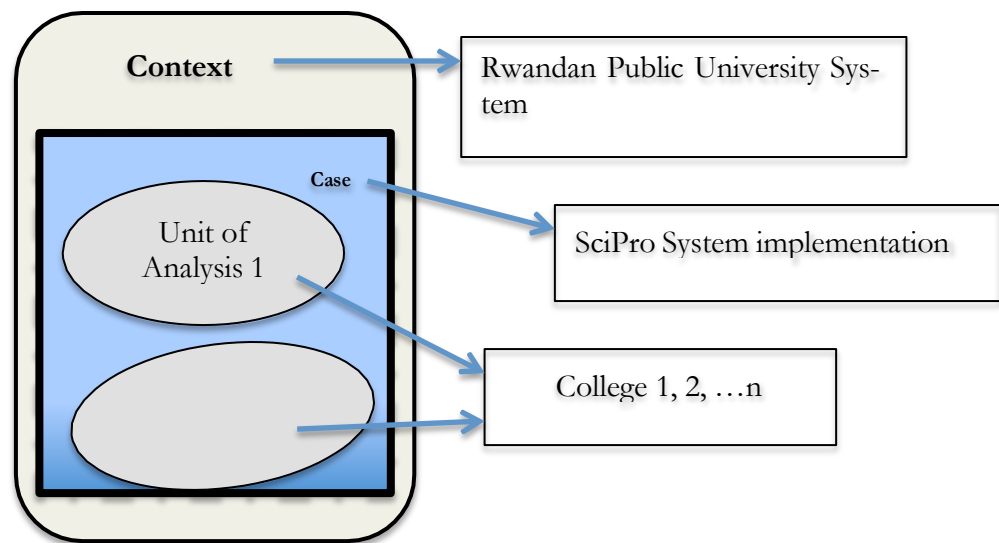 Context
Rwandan Public University Sys-
tem
Case
SciPro System implementation
Unit of
Analysis 1
College 1, 2, …n